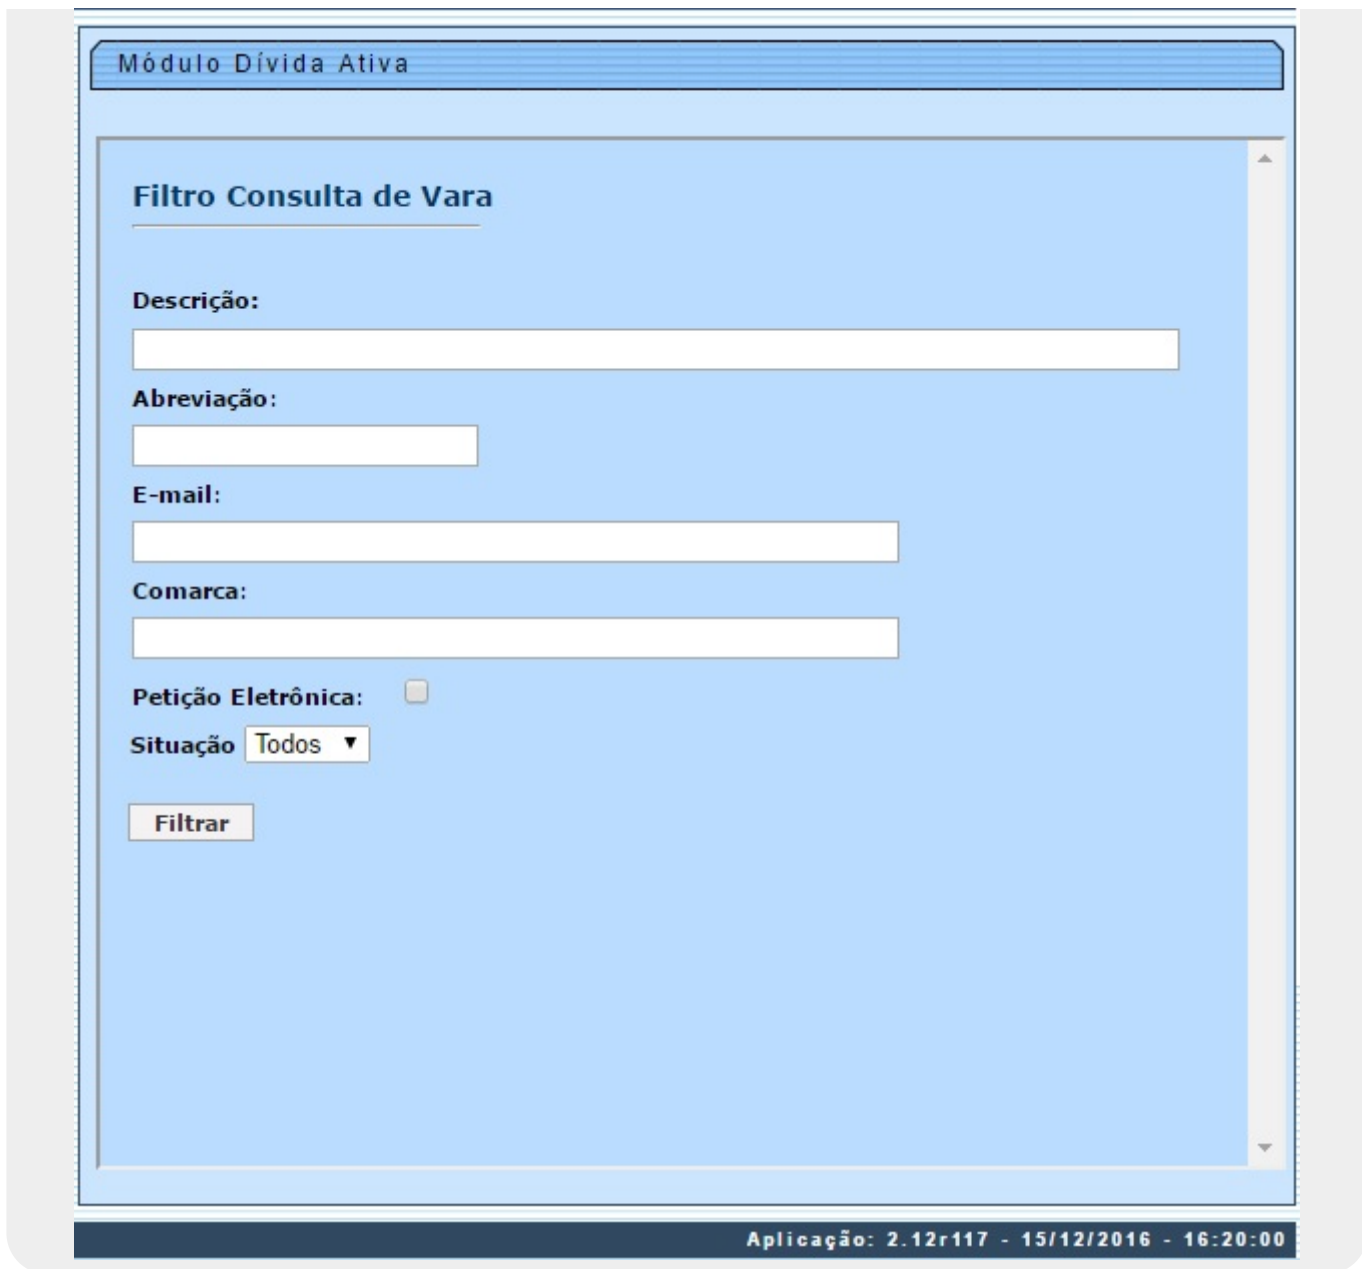 Módulo Dívida Ativa
Filtro Consulta de Vara
Descrição:
Abreviação:
E-mail:
Comarca:
Petição Eletrônica:
Situação Todos
Filtrar
Aplicação: 2.12r117 - 15/12/2016 - 16:20:00